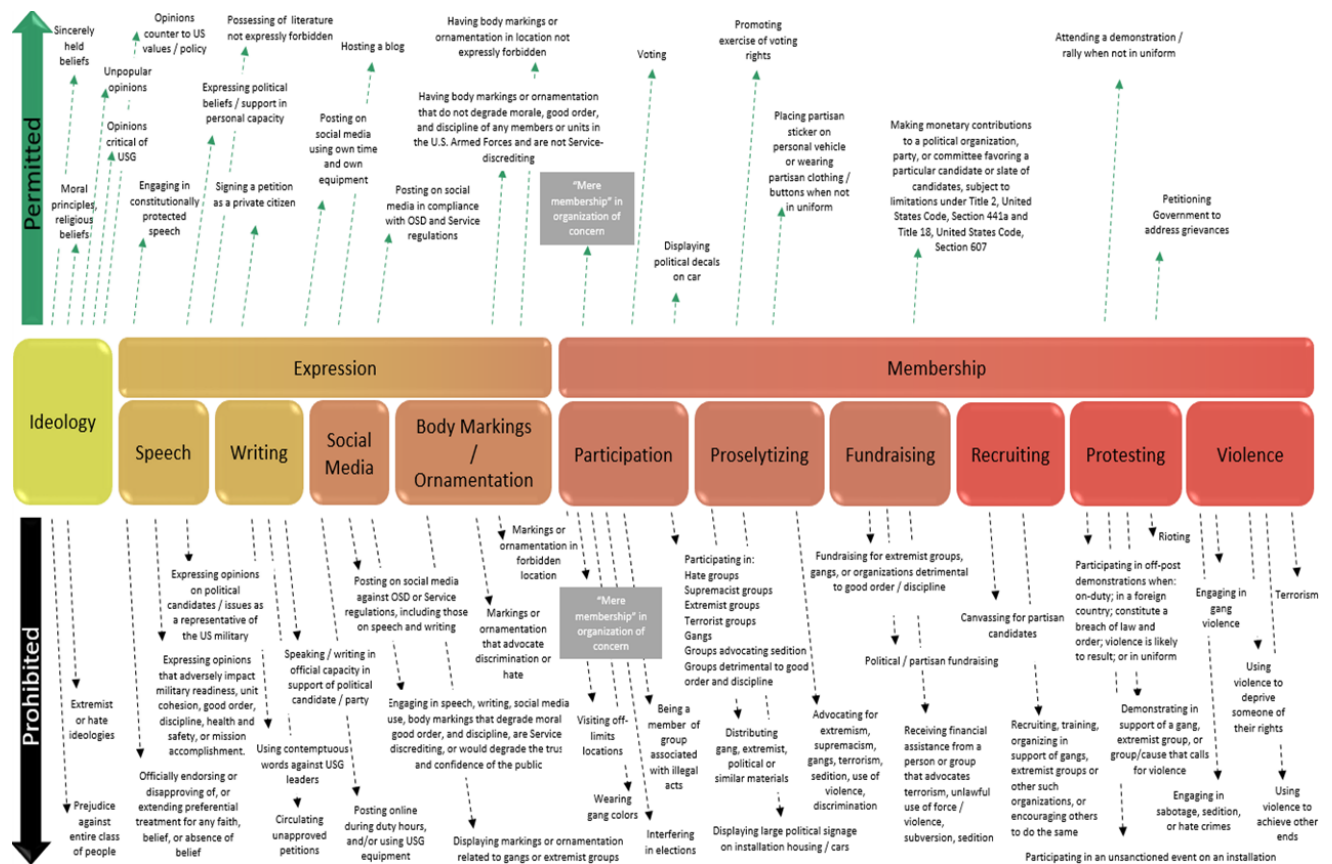 Permitted
Sincerely
held
beliefs
Opinions
counter to US
values / policy
Unpopular
opinions
Opinions
critical of
USG
Moral
principles,
religious
beliefs
Possessing of literature
not expressly forbidden
Expressing political
beliefs / support in
personal capacity
Engaging in
constitutionally
protected
speech
Signing a petition
as a private citizen
Hosting a blog
Posting on
social media
using own time
and own
equipment
Having body markings or
ornamentation in location not
expressly forbidden
Having body markings or ornamentation
that do not degrade morale, good order,
and discipline of any members or units in
the U.S. Armed Forces and are not Service-
discrediting
Posting on social
media in compliance
with OSD and Service
regulations
"Mere
membership" in
organization of
concern
Voting
Displaying
political decals
on car
Promoting
exercise of voting
rights
Placing partisan
sticker on
personal vehicle
or wearing
partisan clothing /
buttons when not
in uniform
Making monetary contributions
to a political organization,
party, or committee favoring a
particular candidate or slate of
candidates, subject to
limitations under Title 2, United
States Code, Section 441a and
Title 18, United States Code,
Section 607
Attending a demonstration /
rally when not in uniform
Petitioning
Government to
address grievances
Ideology
Expression
Membership
Speech
Writing
Social
Media
Body Markings
/
Ornamentation
Participation
Proselytizing
Fundraising
Recruiting
Protesting
Violence
Prohibited
Extremist
or hate
ideologies
Prejudice
against
entire class
of people
Expressing opinions
on political
candidates / issues as
a representative of
the US military
Expressing opinions
that adversely impact
military readiness, unit
cohesion, good order,
discipline, health and
safety, or mission
accomplishment.
Officially endorsing or
disapproving of, or
extending preferential
treatment for any faith,
belief, or absence of
belief
Speaking / writing in
official capacity in
support of political
candidate / party
Using contemptuous
words against USG
leaders
Circulating
unapproved
petitions
Posting on social media
against OSD or Service
regulations, including those
on speech and writing
Engaging in speech, writing, social media
use, body markings that degrade moral
good order, and discipline, are Service
discrediting, or would degrade the trus
and confidence of the public
Posting online
during duty hours,
and/or using USG
equipment
Markings or
ornamentation in
forbidden
location
Markings or
ornamentation
that advocate
discrimination or
hate
Displaying markings or ornamentation
related to gangs or extremist groups
"Mere
membership" in
organization of
concern
Visiting off-
limits
locations
Wearing
gang colors
Being a
member of
group
associated
with illegal
acts
Interfering
in elections
Participating in:
Hate groups
Supremacist groups
Extremist groups
Terrorist groups
Gangs
Groups advocating sedition
Groups detrimental to good
order and discipline
Distributing
gang, extremist,
political or
similar materials
Displaying large political signage
on installation housing / cars
Advocating for
extremism,
supremacism,
gangs, terrorism,
sedition, use of
violence,
discrimination
Fundraising for extremist groups,
gangs, or organizations detrimental
to good order / discipline
Political / partisan fundraising
Receiving financial
assistance from a
person or group
that advocates
terrorism, unlawful
use of force /
violence,
subversion, sedition
Canvassing for partisan
candidates
Recruiting, training,
organizing in
support of gangs,
extremist groups or
other such
organizations, or
encouraging others
to do the same
Participating in off-post
demonstrations when:
on-duty; in a foreign
country; constitute a
breach of law and
order; violence is likely
to result; or in uniform
Rioting
Demonstrating in
support of a gang,
extremist group, or
group/cause that calls
for violence
Participating in an unsanctioned event on an installation
Engaging in
gang
violence
Engaging in
sabotage, sedition,
or hate crimes
Terrorism
Using
violence to
deprive
someone of
their rights
Using
violence to
achieve other
ends